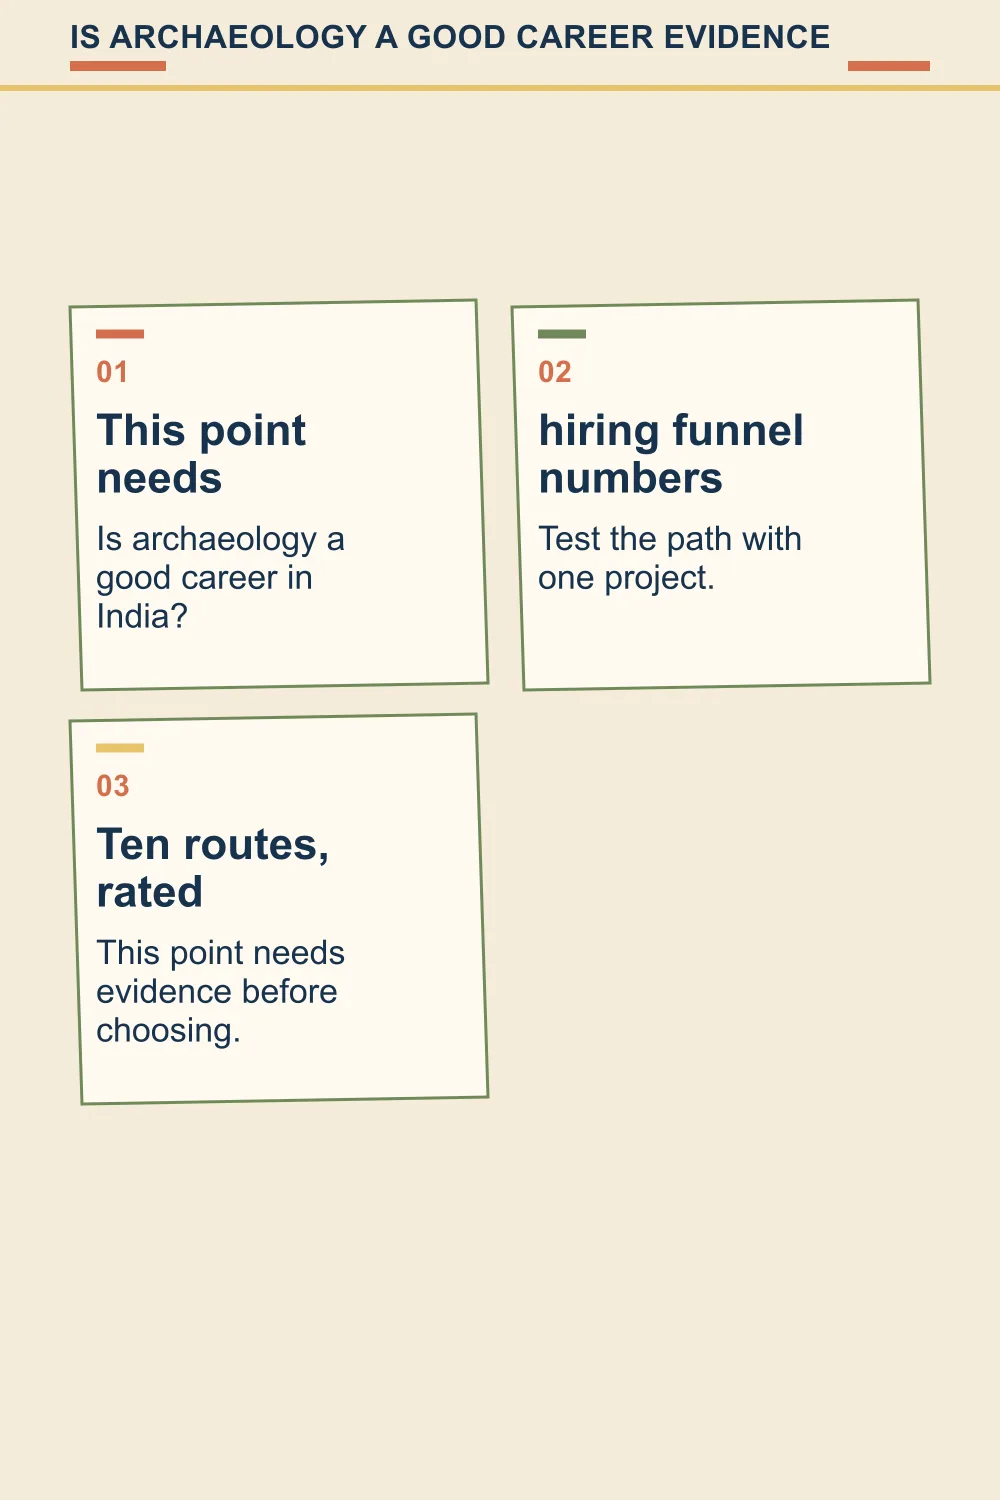 IS ARCHAEOLOGY A GOOD CAREER EVIDENCE
01
This point
needs
Is archaeology a
good career in
India?
02
hiring funnel
numbers
Test the path with
one project.
03
Ten routes,
rated
This point needs
evidence before
choosing.